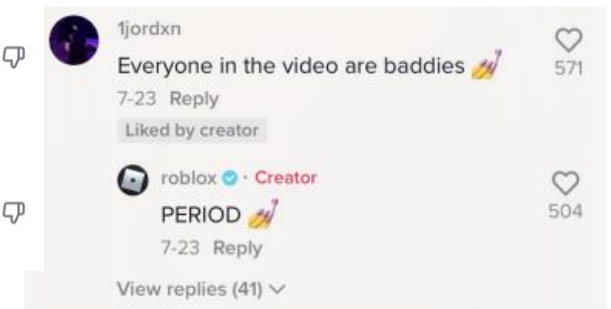 1jordxn
Everyone in the video are baddies 💅
571
7-23 Reply
Liked by creator
roblox · Creator
PERIOD 💅
504
7-23 Reply
View replies (41)